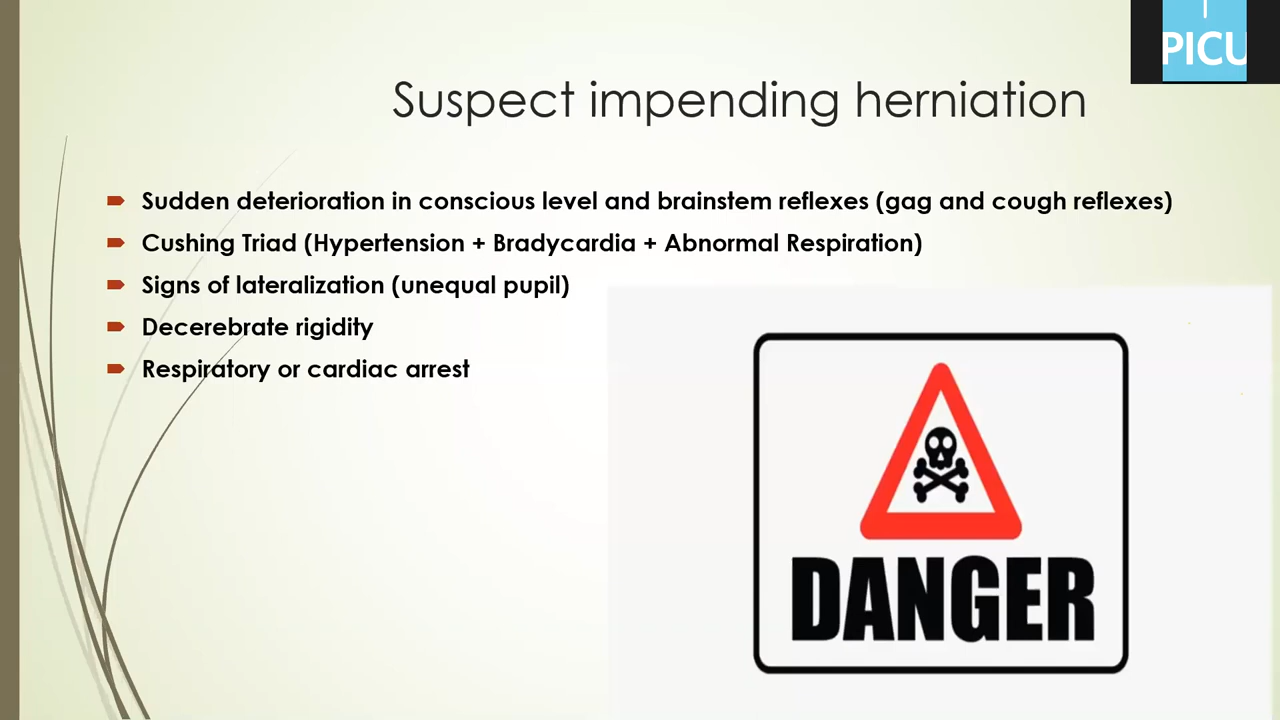 PICU
Suspect impending herniation
Sudden deterioration in conscious level and brainstem reflexes (gag and cough reflexes)
Cushing Triad (Hypertension + Bradycardia + Abnormal Respiration)
Signs of lateralization (unequal pupil)
Decerebrate rigidity
Respiratory or cardiac arrest
DANGER